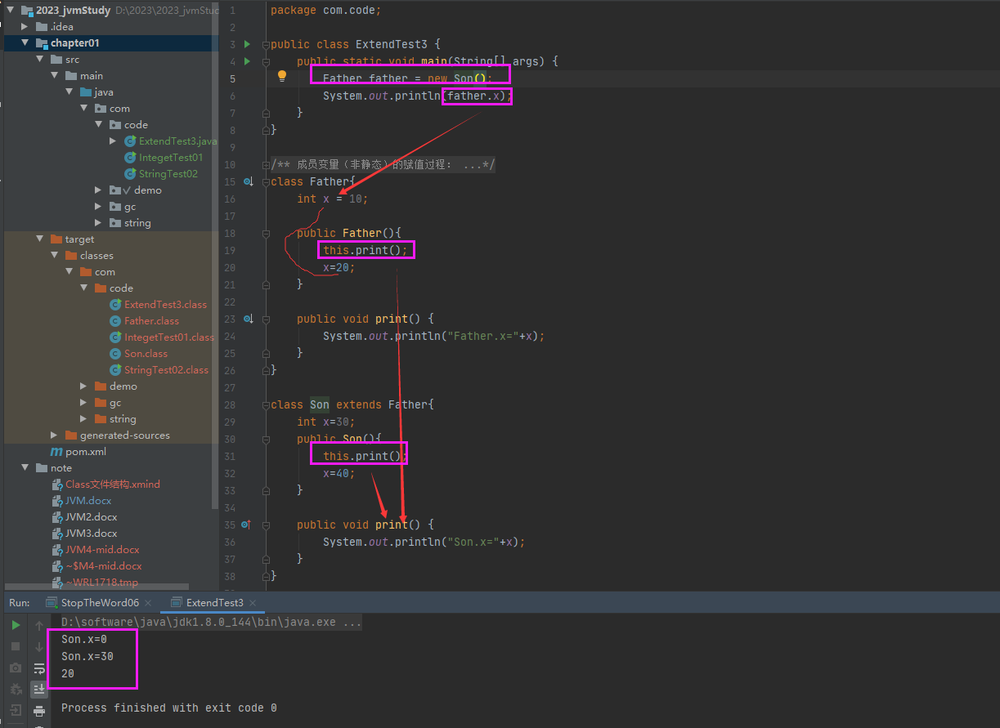 2023_jvmStudy D:\2023\2023_jvmStuc
.idea
chapter01
src
main
java
com
code
ExtendTest3.java
IntegetTest01
StringTest02
demo
gc
string
target
classes
com
code
ExtendTest3.class
Father.class
IntegetTest01.class
Son.class
StringTest02.class
demo
gc
string
generated-sources
pom.xml
note
Class文件结构.xmind
JVM.docx
JVM2.docx
JVM3.docx
JVM4-mid.docx
~$M4-mid.docx
~WRL1718.tmp
1 package com.code;
2
3 public class ExtendTest3 {
4 public static void main(String[] args) {
5 Father father = new Son();
6 System.out.println(father.x);
7 }
8 }
9
10 /** 成员变量（非静态）的赋值过程： ...*/
15 class Father{
16 int x = 10;
17
18 public Father(){
19 this.print();
20 x=20;
21 }
22
23 public void print() {
24 System.out.println("Father.x="+x);
25 }
26 }
27
28 class Son extends Father{
29 int x=30;
30 public Son(){
31 this.print();
32 x=40;
33 }
34
35 public void print() {
36 System.out.println("Son.x="+x);
37 }
38 }
Run: StopTheWord06 × ExtendTest3 ×
D:\software\java\jdk1.8.0_144\bin\java.exe ...
Son.x=0
Son.x=30
20
Process finished with exit code 0